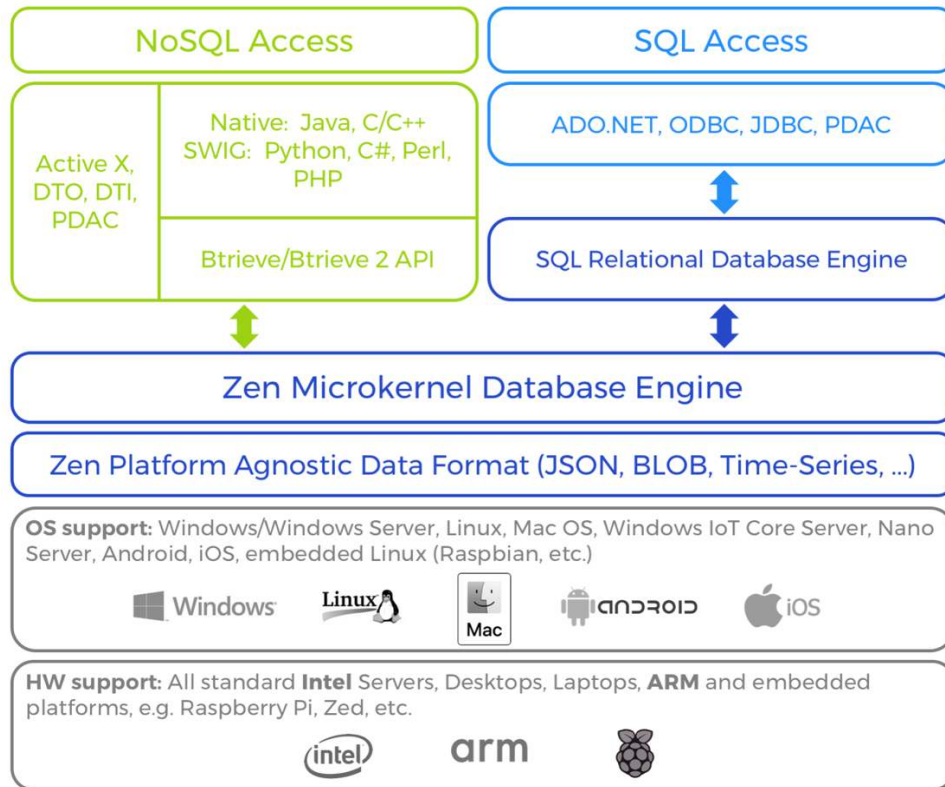 NoSQL Access
SQL Access
Active X,
DTO, DTI,
PDAC
Native: Java, C/C++
SWIG: Python, C#, Perl,
PHP
Btrieve/Btrieve 2 API
ADO.NET, ODBC, JDBC, PDAC
SQL Relational Database Engine
Zen Microkernel Database Engine
Zen Platform Agnostic Data Format (JSON, BLOB, Time-Series, ...)
OS support: Windows/Windows Server, Linux, Mac OS, Windows IoT Core Server, Nano
Server, Android, iOS, embedded Linux (Raspbian, etc.)
Windows
Linux
Mac
android
iOS
HW support: All standard Intel Servers, Desktops, Laptops, ARM and embedded
platforms, e.g. Raspberry Pi, Zed, etc.
intel
arm